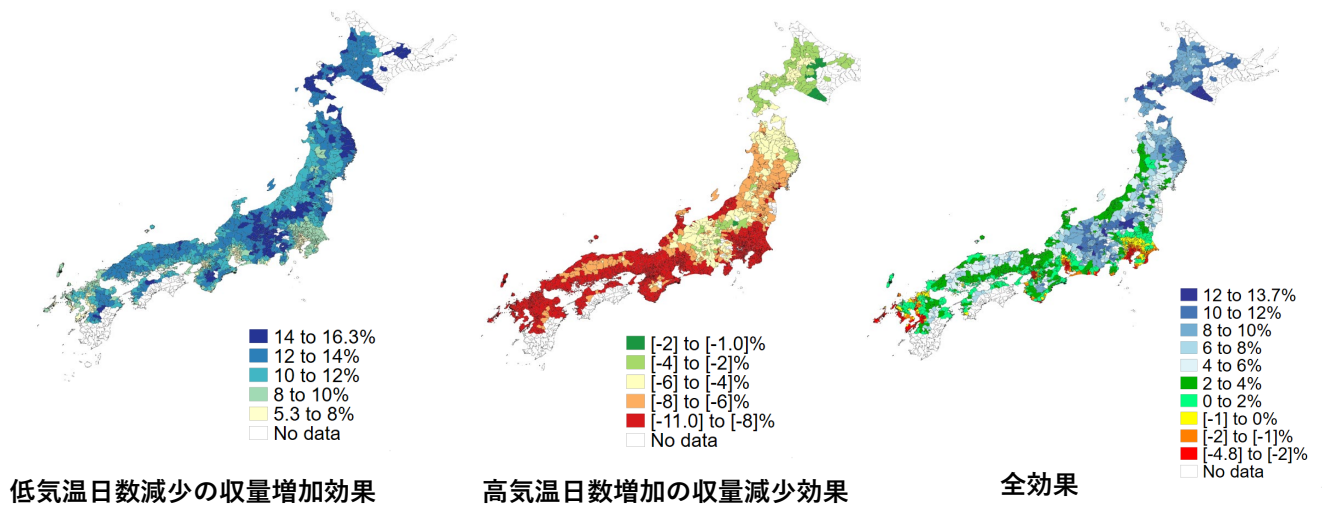 14 to 16.3%
12 to 14%
10 to 12%
8 to 10%
5.3 to 8%
No data
低気温日数減少の収量増加効果
[-2] to [-1.0]%
[-4] to [-2]%
[-6] to [-4]%
[-8] to [-6]%
[-11.0] to [-8]%
No data
高気温日数増加の収量減少効果
12 to 13.7%
10 to 12%
8 to 10%
6 to 8%
4 to 6%
2 to 4%
0 to 2%
[-1] to 0%
[-2] to [-1]%
[-4.8] to [-2]%
No data
全効果